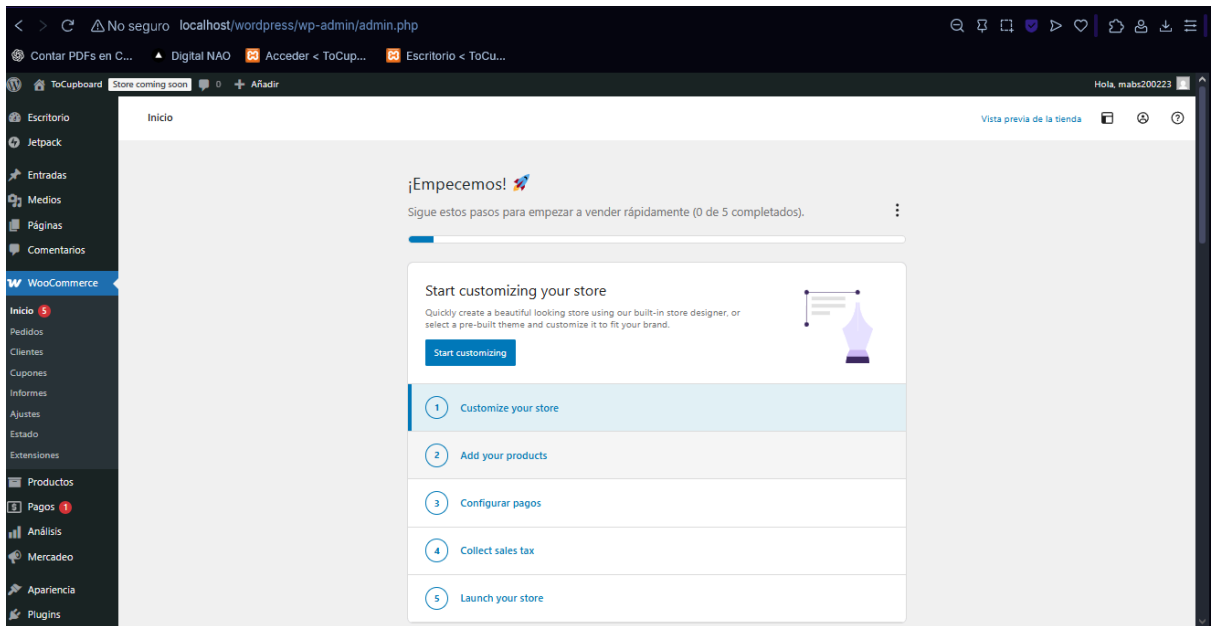 No seguro localhost/wordpress/wp-admin/admin.php
Contar PDFs en C... Digital NAO Acceder < ToCup... Escritorio < ToCu...
ToCupboard Store coming soon 0 Añadir Hola, mabs200223
Escritorio
Jetpack
Entradas
Medios
Páginas
Comentarios
WooCommerce
Inicio 5
Pedidos
Clientes
Cupones
Informes
Ajustes
Estado
Extensiones
Productos
Pagos 1
Análisis
Mercadeo
Apariencia
Plugins
Inicio Vista previa de la tienda
¡Empecemos! 🚀
Sigue estos pasos para empezar a vender rápidamente (0 de 5 completados).
Start customizing your store
Quickly create a beautiful looking store using our built-in store designer, or
select a pre-built theme and customize it to fit your brand.
Start customizing
1 Customize your store
2 Add your products
3 Configurar pagos
4 Collect sales tax
5 Launch your store